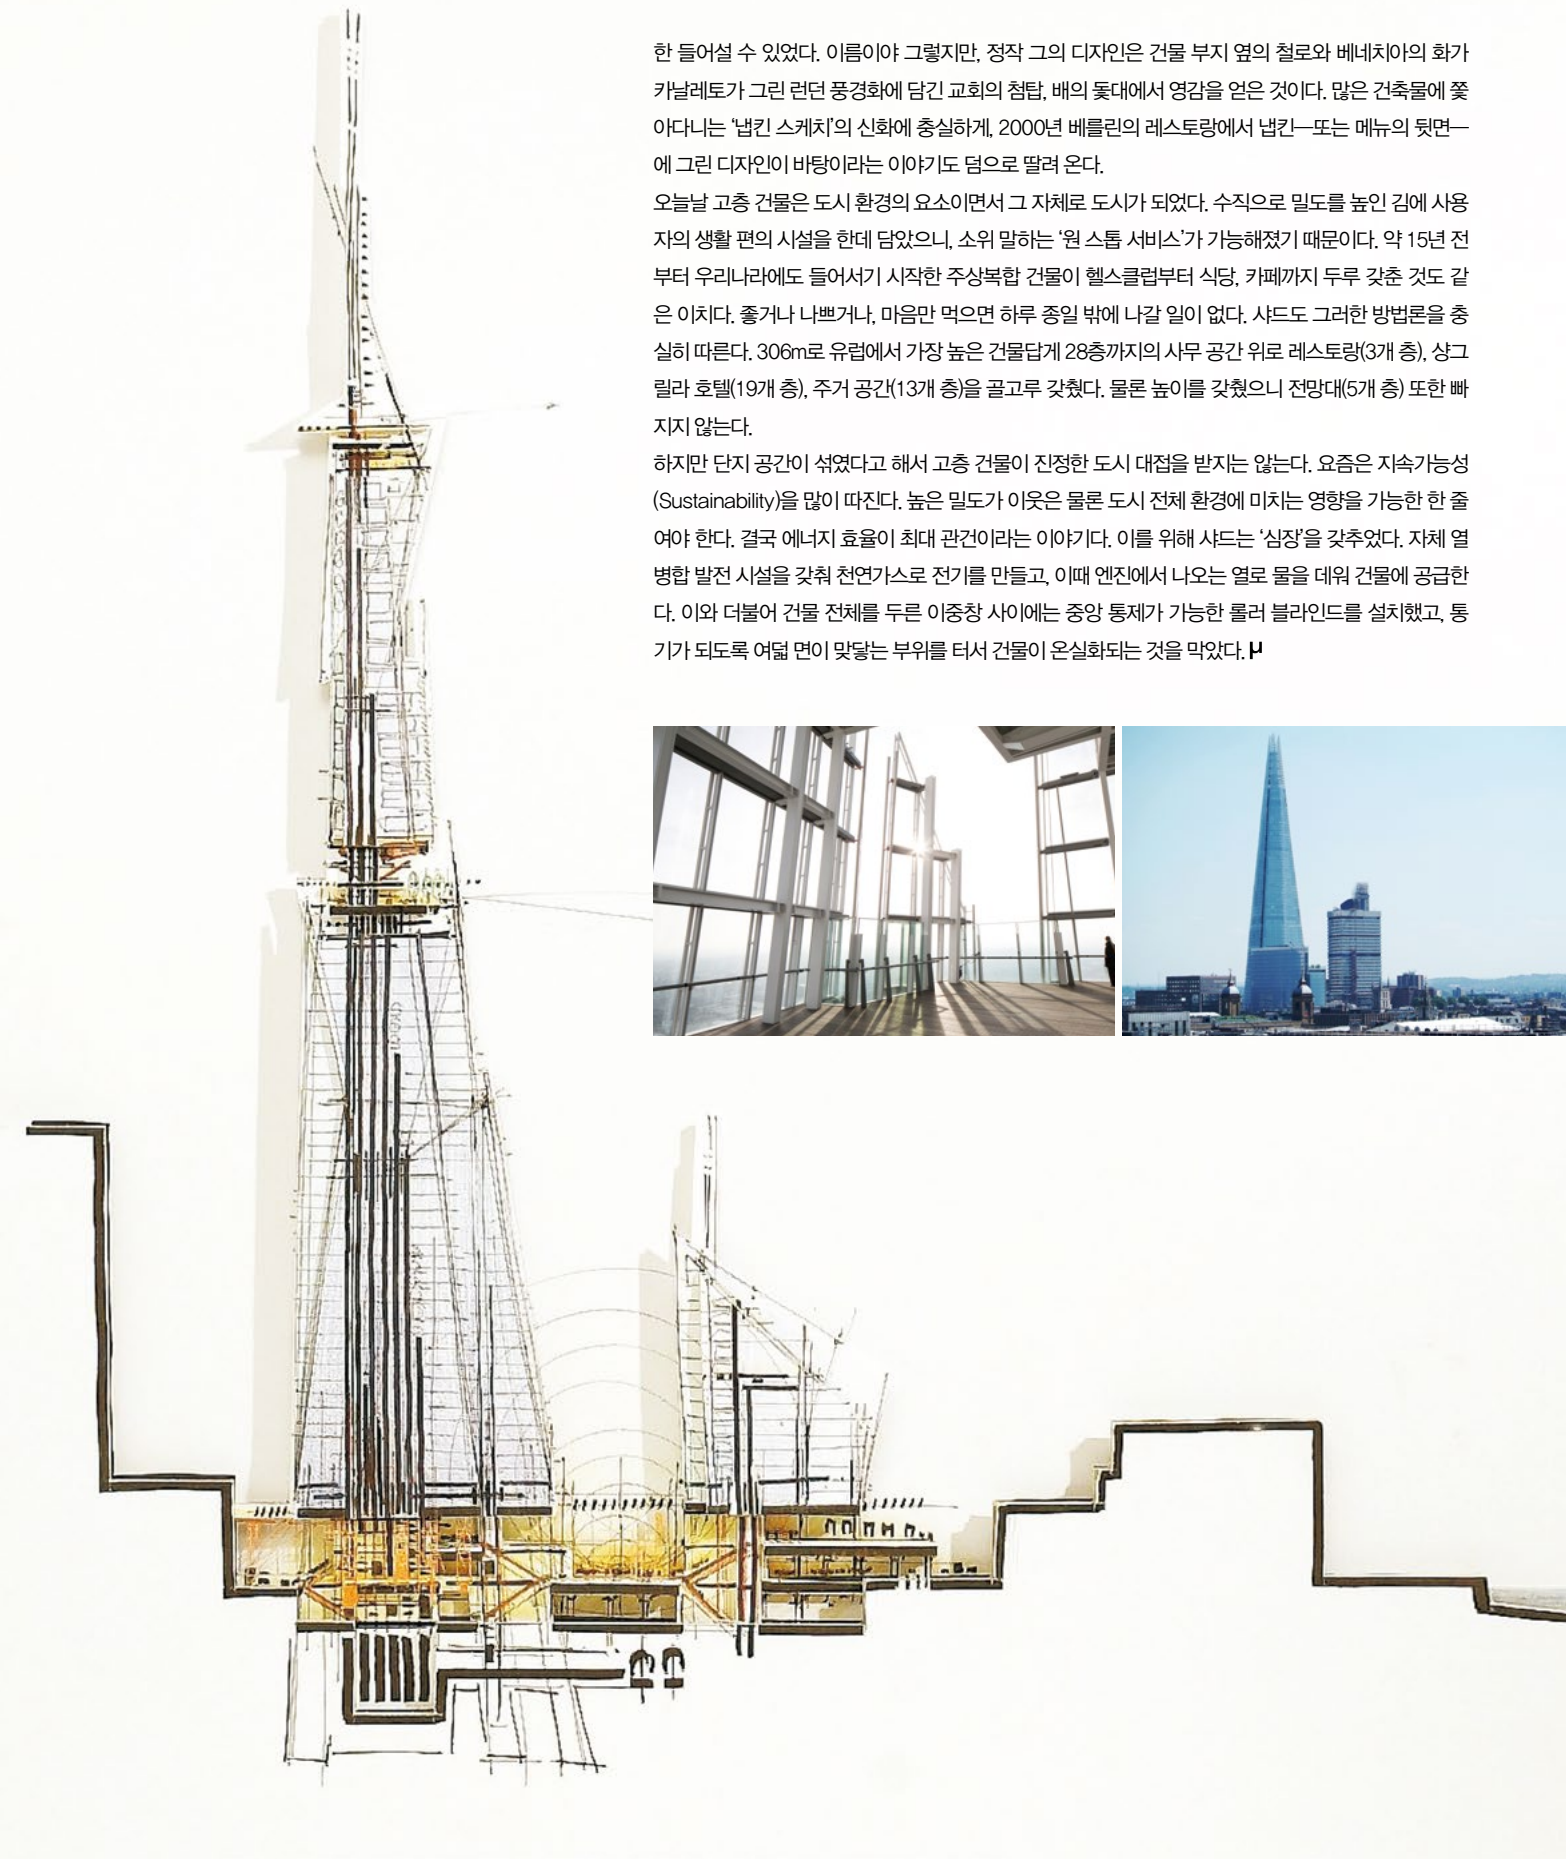 한 들어설 수 있었다. 이름이야 그렇지만, 정작 그의 디자인은 건물 부지 옆의 철로와 베네치아의 화가
카날레토가 그린 런던 풍경화에 담긴 교회의 첨탑, 배의 돛대에서 영감을 얻은 것이다. 많은 건축물에 쫓
아다니는 ‘냅킨 스케치’의 신화에 충실하게, 2000년 베를린의 레스토랑에서 냅킨—또는 메뉴의 뒷면—
에 그린 디자인이 바탕이라는 이야기도 덤으로 딸려 온다.
오늘날 고층 건물은 도시 환경의 요소이면서 그 자체로 도시가 되었다. 수직으로 밀도를 높인 김에 사용
자의 생활 편의 시설을 한데 담았으니, 소위 말하는 ‘원 스톱 서비스’가 가능해졌기 때문이다. 약 15년 전
부터 우리나라에도 들어서기 시작한 주상복합 건물이 헬스클럽부터 식당, 카페까지 두루 갖춘 것도 같
은 이치다. 좋거나 나쁘거나, 마음만 먹으면 하루 종일 밖에 나갈 일이 없다. 샤드도 그러한 방법론을 충
실히 따른다. 306m로 유럽에서 가장 높은 건물답게 28층까지의 사무 공간 위로 레스토랑(3개 층), 샹그
릴라 호텔(19개 층), 주거 공간(13개 층)을 골고루 갖췄다. 물론 높이를 갖췄으니 전망대(5개 층) 또한 빠
지지 않는다.
하지만 단지 공간이 섞였다고 해서 고층 건물이 진정한 도시 대접을 받지는 않는다. 요즘은 지속가능성
(Sustainability)을 많이 따진다. 높은 밀도가 이웃은 물론 도시 전체 환경에 미치는 영향을 가능한 한 줄
여야 한다. 결국 에너지 효율이 최대 관건이라는 이야기다. 이를 위해 샤드는 ‘심장’을 갖추었다. 자체 열
병합 발전 시설을 갖춰 천연가스로 전기를 만들고, 이때 엔진에서 나오는 열로 물을 데워 건물에 공급한
다. 이와 더불어 건물 전체를 두른 이중창 사이에는 중앙 통제가 가능한 롤러 블라인드를 설치했고, 통
기가 되도록 여덟 면이 맞닿는 부위를 터서 건물이 온실화되는 것을 막았다. µ